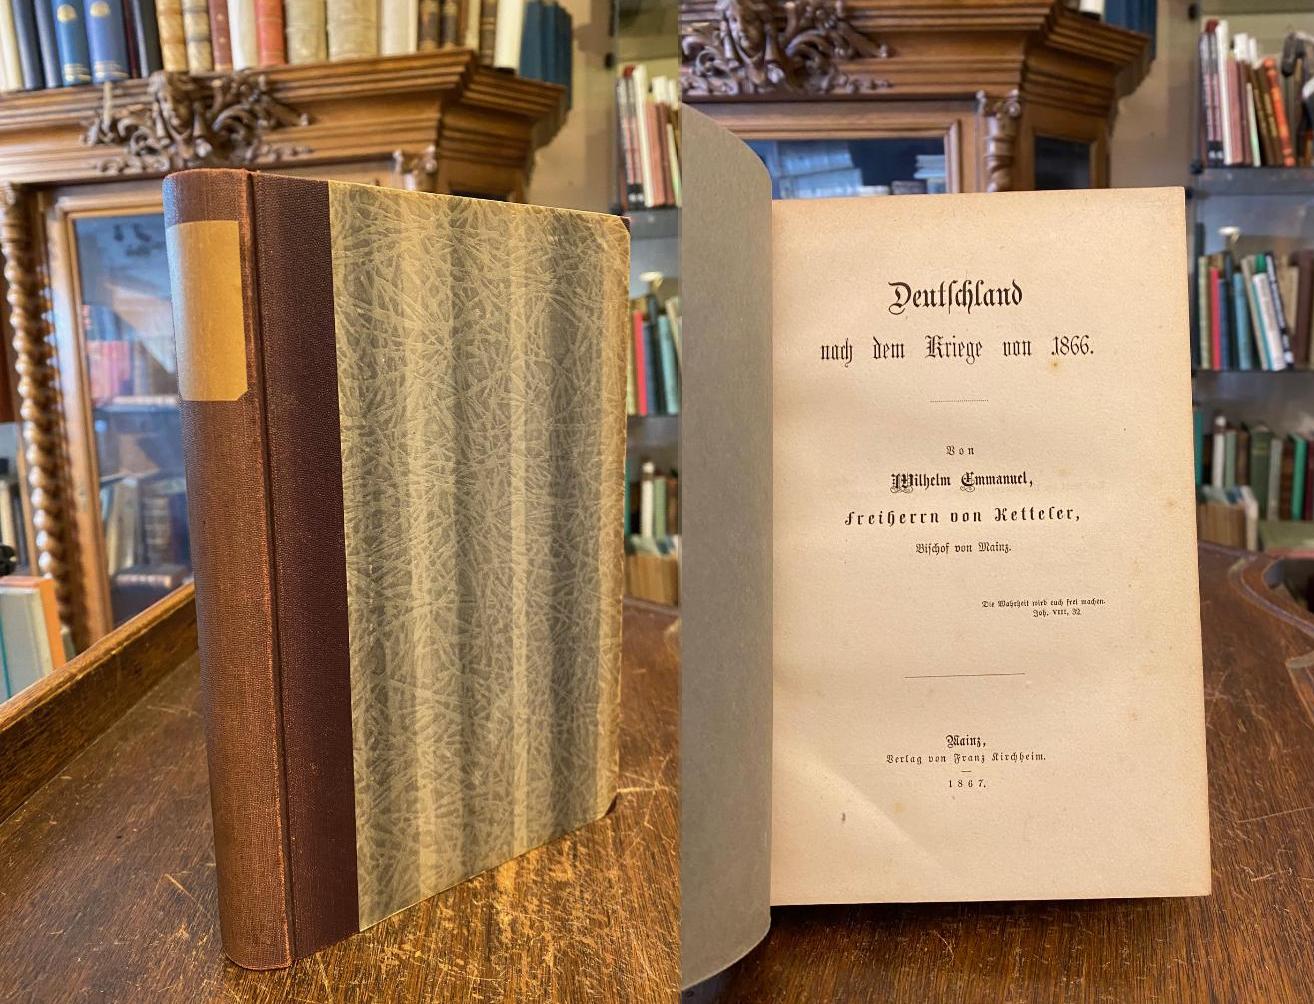 Deutschland
nach dem Kriege von 1866.
Von
Wilhelm Emmanuel,
Freiherrn von Ketteler,
Bischof von Mainz.
Die Wahrheit wird euch frei machen.
Joh. VIII, 32.
Mainz,
Verlag von Franz Kirchheim.
1867.